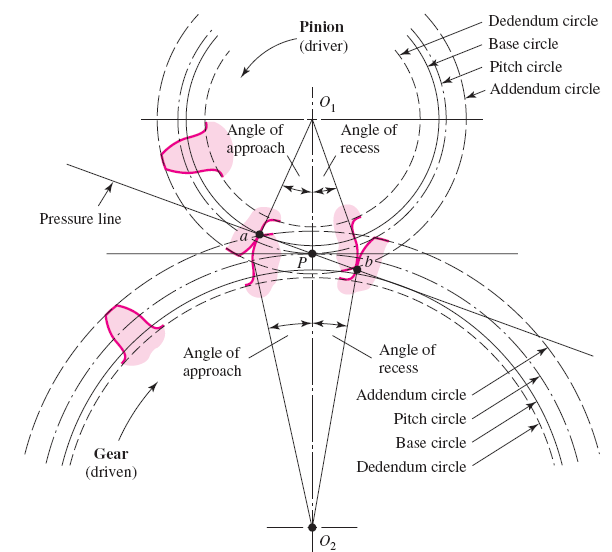 Pinion
(driver)
Dedendum circle
Base circle
Pitch circle
Addendum circle
O1
Angle of
approach
Angle of
recess
Pressure line
a
P
b
Angle of
approach
Angle of
recess
Addendum circle
Pitch circle
Base circle
Dedendum circle
Gear
(driven)
O2